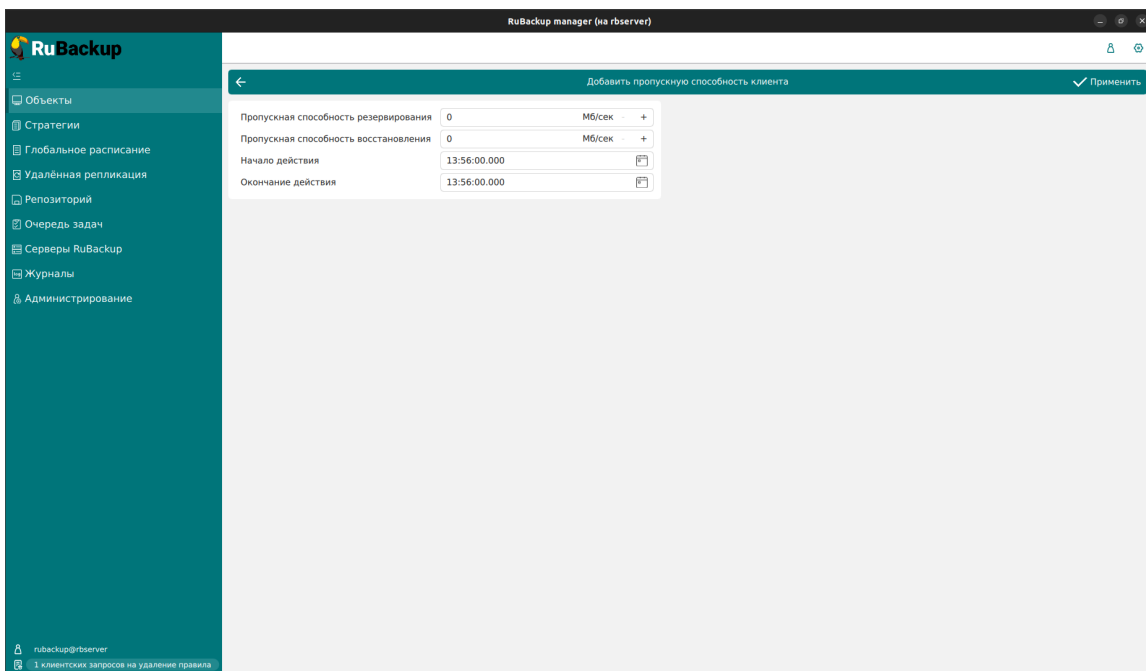 RuBackup manager (на rbserver)
RuBackup
Объекты
Стратегии
Глобальное расписание
Удалённая репликация
Репозиторий
Очередь задач
Серверы RuBackup
Журналы
Администрирование
rubackup@rbserver
1 клиентских запросов на удаление правила
Добавить пропускную способность клиента
Применить
Пропускная способность резервирования 0 Мб/сек - +
Пропускная способность восстановления 0 Мб/сек - +
Начало действия 13:56:00.000
Окончание действия 13:56:00.000